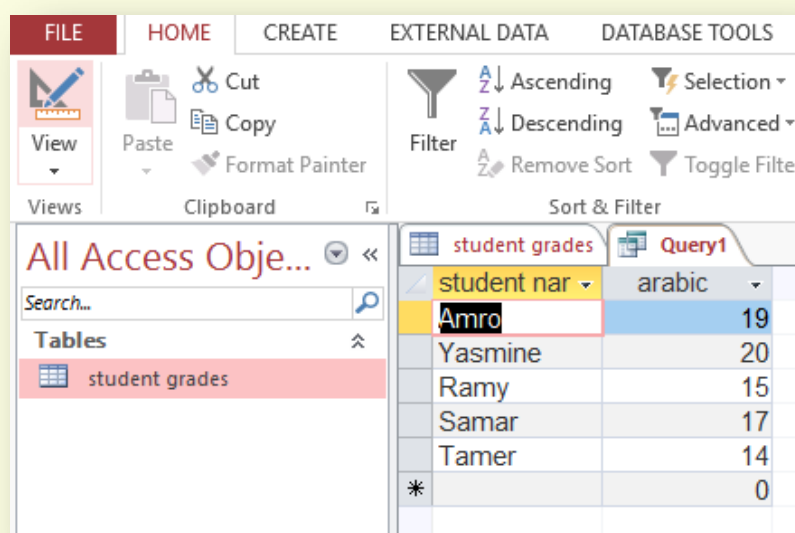 FILE HOME CREATE EXTERNAL DATA DATABASE TOOLS
View
Paste
Cut
Copy
Format Painter
Filter
Ascending
Descending
Remove Sort
Selection
Advanced
Toggle Filte
Views Clipboard Sort & Filter
All Access Obje...
Search...
Tables
student grades
student grades Query1
student nar arabic
Amro 19
Yasmine 20
Ramy 15
Samar 17
Tamer 14
0